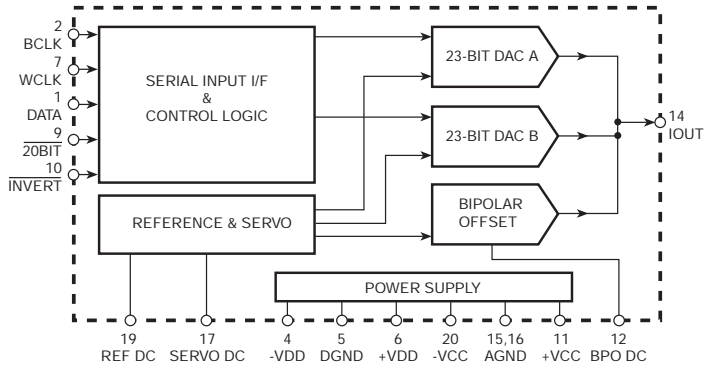 2
BCLK
7
WCLK
1
DATA
9
20BIT
10
INVERT
SERIAL INPUT I/F
&
CONTROL LOGIC
REFERENCE & SERVO
23-BIT DAC A
23-BIT DAC B
BIPOLAR
OFFSET
14
IOUT
POWER SUPPLY
19
REF DC
17
SERVO DC
4
-VDD
5
DGND
6
+VDD
20
-VCC
15,16
AGND
11
+VCC
12
BPO DC